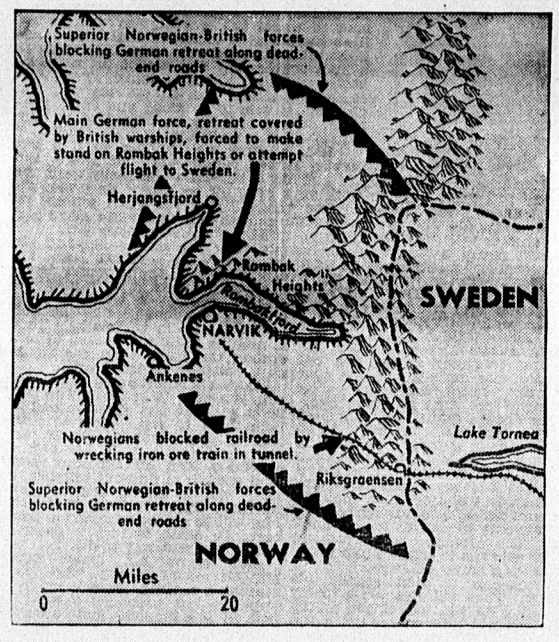 Superior Norwegian-British forces
blocking German retreat along dead-
end roads
Main German force, retreat covered
by British warships, forced to make
stand on Rombak Heights or attempt
flight to Sweden.
Herjangsfjord
Rombak
Heights
SWEDEN
Rombakfjord
NARVIK
Ankenes
Lake Tornea
Norwegians blocked railroad by
wrecking iron ore train in tunnel.
Riksgraensen
Superior Norwegian-British forces
blocking German retreat along dead-
end roads
NORWAY
Miles
0 20